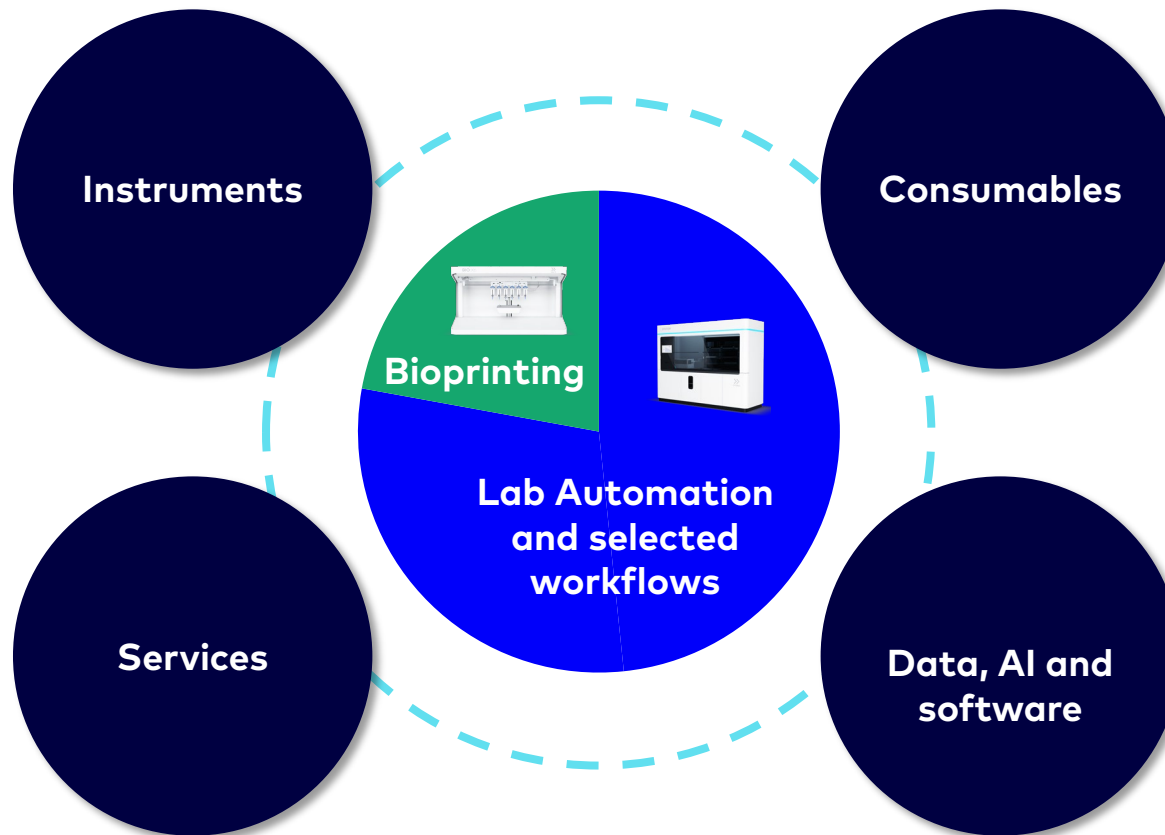 Instruments
Consumables
Bioprinting
Lab Automation
and selected
workflows
Services
Data, AI and
software